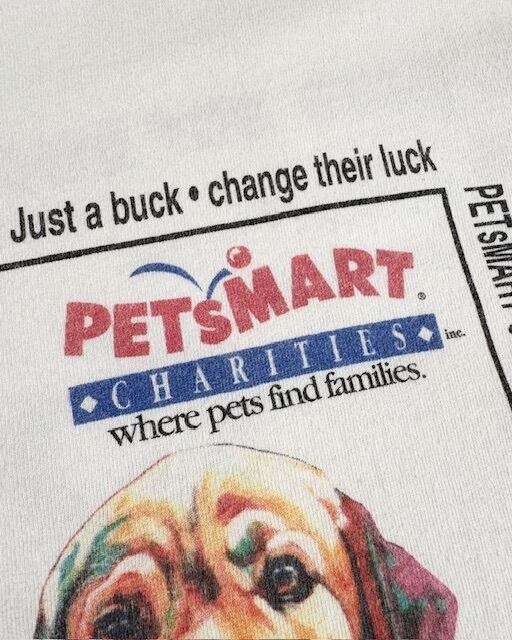 Just a buck • change their luck
PETsMART®
CHARITIES inc.
where pets find families.
PETsMART